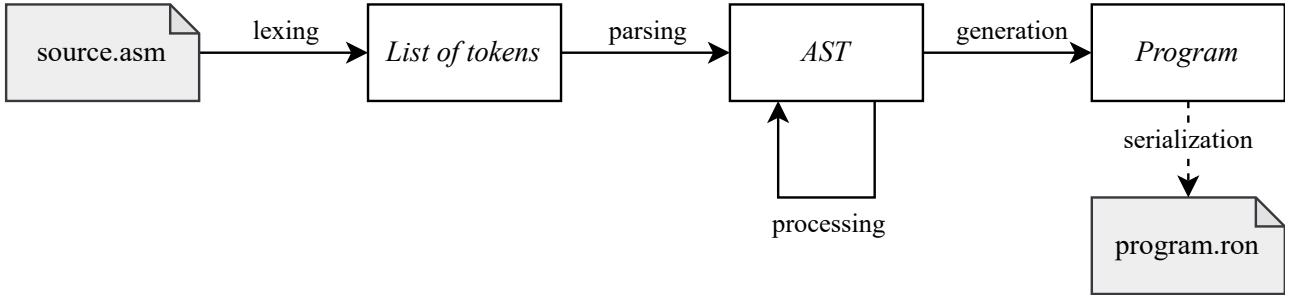 source.asm
lexing
List of tokens
parsing
AST
generation
Program
serialization
processing
program.ron